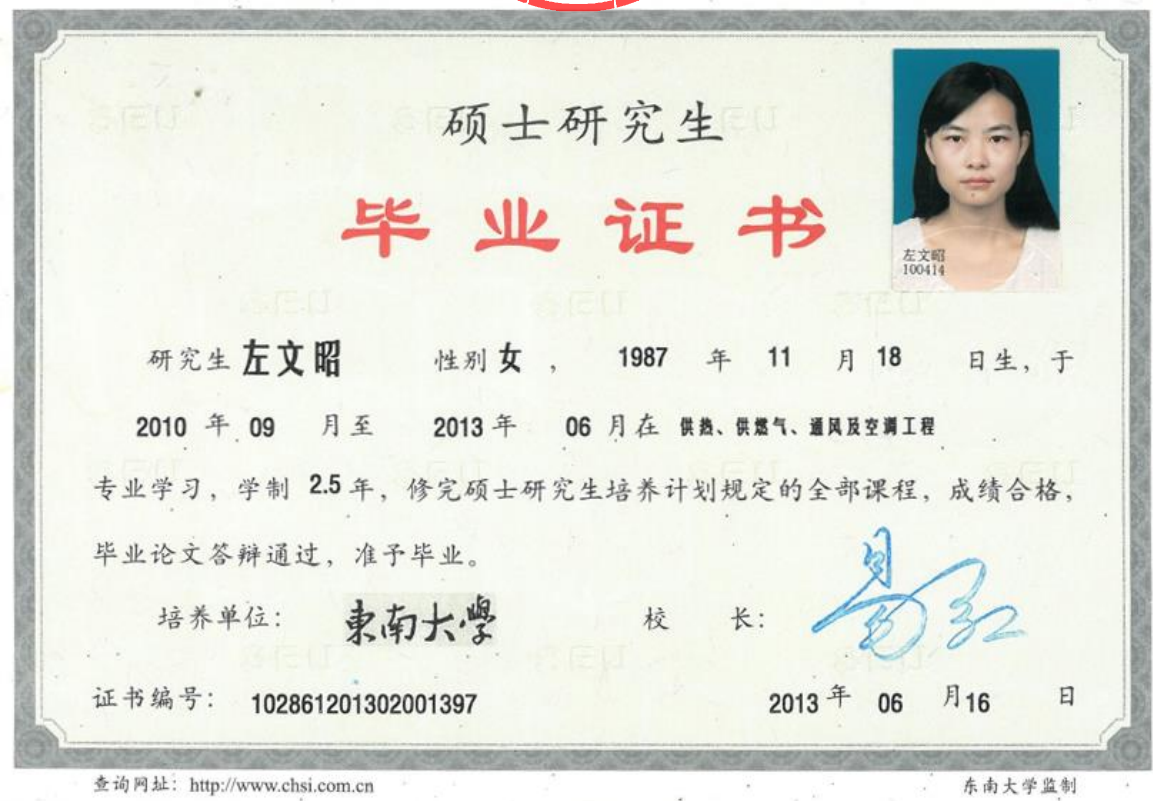 硕士研究生
毕业证书
左文昭
100414
研究生 左文昭 性别 女 ， 1987 年 11 月 18 日生，于
2010 年 09 月至 2013 年 06 月在 供热、供燃气、通风及空调工程
专业学习，学制 2.5 年，修完硕士研究生培养计划规定的全部课程，成绩合格，
毕业论文答辩通过，准予毕业。
培养单位： 東南大學 校 长： 易红
证书编号： 102861201302001397 2013 年 06 月 16 日
查询网址：http://www.chsi.com.cn 东南大学监制